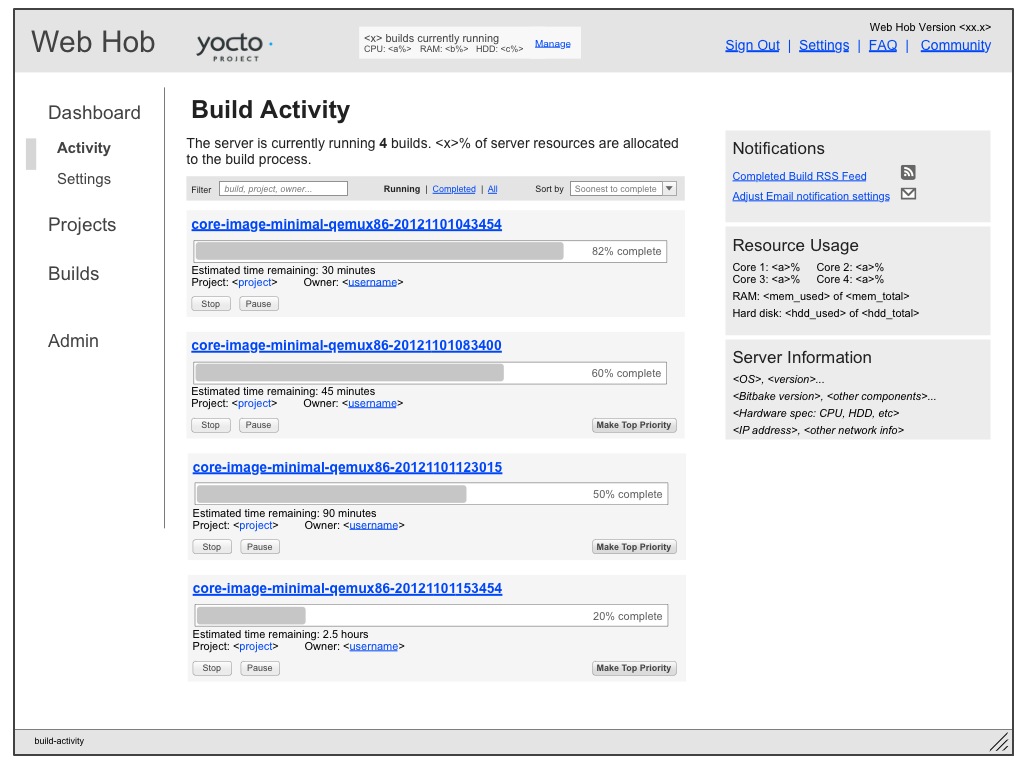 Web Hob
yocto
PROJECT
<x> builds currently running
CPU: <a%> RAM: <b%> HDD: <c%>
Manage
Web Hob Version <xx.x>
Sign Out | Settings | FAQ | Community
Dashboard
Activity
Settings
Projects
Builds
Admin
Build Activity
The server is currently running 4 builds. <x>% of server resources are allocated
to the build process.
Filter build, project, owner... Running | Completed | All Sort by Soonest to complete
core-image-minimal-qemux86-20121101043454
82% complete
Estimated time remaining: 30 minutes
Project: <project> Owner: <username>
Stop Pause
core-image-minimal-qemux86-20121101083400
60% complete
Estimated time remaining: 45 minutes
Project: <project> Owner: <username>
Stop Pause Make Top Priority
core-image-minimal-qemux86-20121101123015
50% complete
Estimated time remaining: 90 minutes
Project: <project> Owner: <username>
Stop Pause Make Top Priority
core-image-minimal-qemux86-20121101153454
20% complete
Estimated time remaining: 2.5 hours
Project: <project> Owner: <username>
Stop Pause Make Top Priority
Notifications
Completed Build RSS Feed
Adjust Email notification settings
Resource Usage
Core 1: <a>% Core 2: <a>%
Core 3: <a>% Core 4: <a>%
RAM: <mem_used> of <mem_total>
Hard disk: <hdd_used> of <hdd_total>
Server Information
<OS>, <version>...
<Bitbake version>, <other components>...
<Hardware spec: CPU, HDD, etc>
<IP address>, <other network info>
build-activity